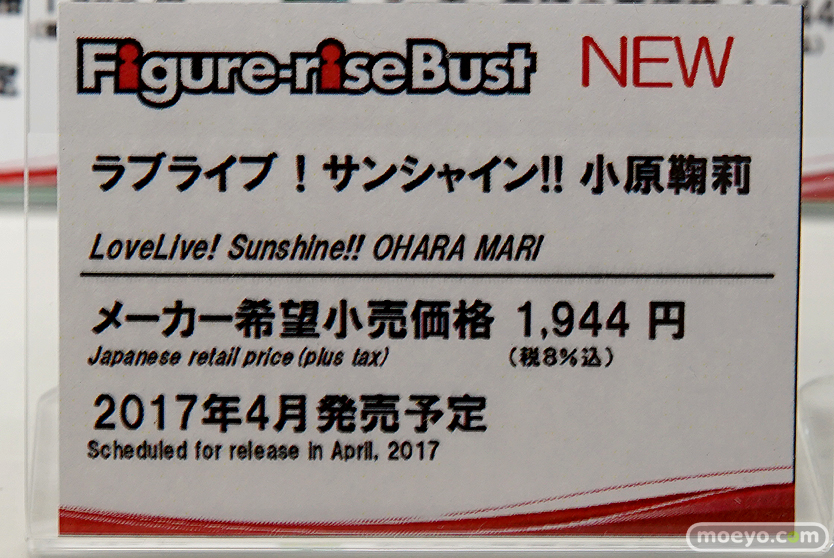 Figure-riseBust NEW
ラブライブ！サンシャイン!! 小原鞠莉
LoveLive! Sunshine!! OHARA MARI
メーカー希望小売価格 1,944 円
Japanese retail price (plus tax) （税8%込）
2017年4月発売予定
Scheduled for release in April, 2017
moeyo.com